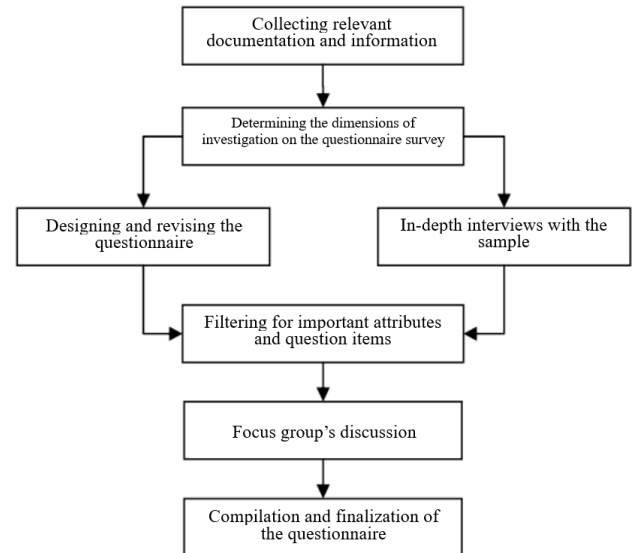 Collecting relevant
documentation and information
Determining the dimensions of
investigation on the questionnaire survey
Designing and revising the
questionnaire
In-depth interviews with the
sample
Filtering for important attributes
and question items
Focus group’s discussion
Compilation and finalization of
the questionnaire